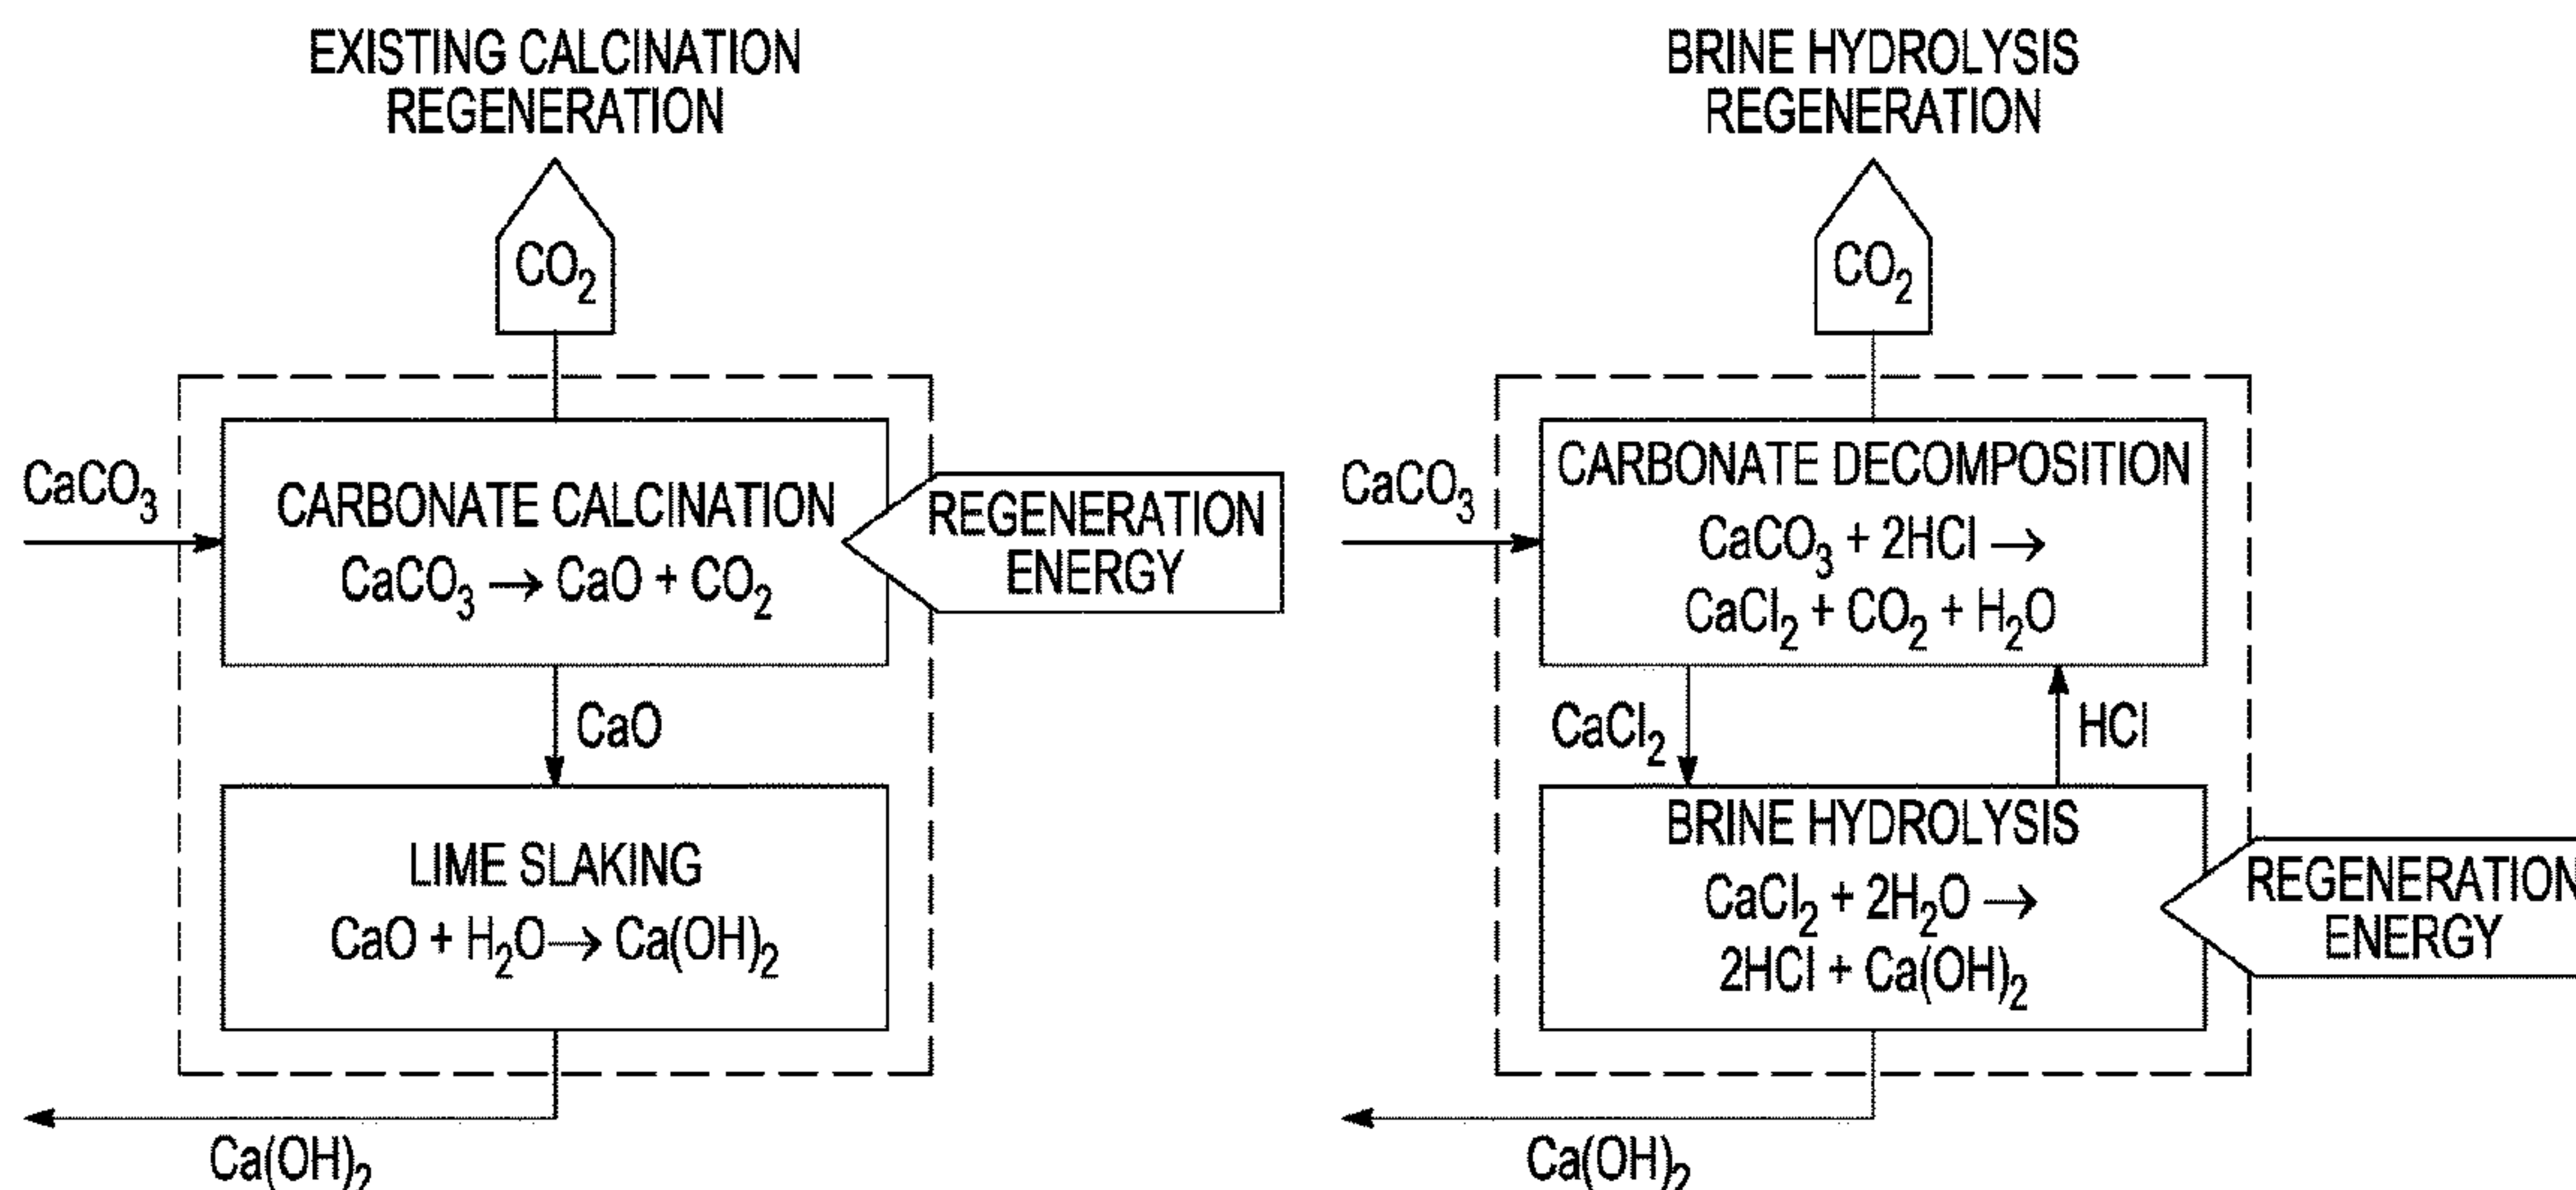 EXISTING CALCINATION
REGENERATION
CO₂
CaCO₃
CARBONATE CALCINATION
CaCO₃ → CaO + CO₂
REGENERATION
ENERGY
CaO
LIME SLAKING
CaO + H₂O → Ca(OH)₂
Ca(OH)₂
BRINE HYDROLYSIS
REGENERATION
CO₂
CaCO₃
CARBONATE DECOMPOSITION
CaCO₃ + 2HCl →
CaCl₂ + CO₂ + H₂O
CaCl₂
HCl
BRINE HYDROLYSIS
CaCl₂ + 2H₂O →
2HCl + Ca(OH)₂
REGENERATION
ENERGY
Ca(OH)₂